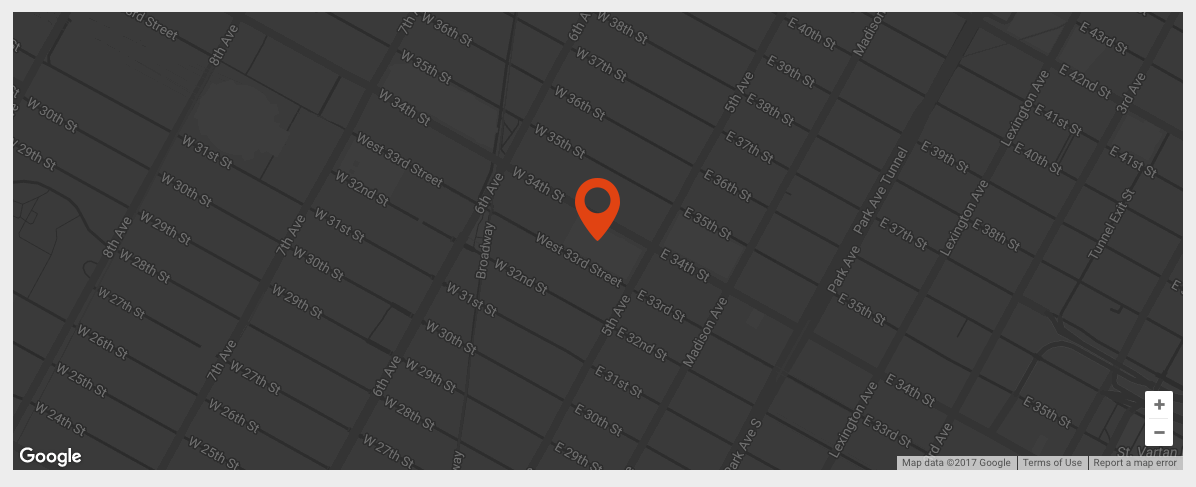 33rd Street
W 36th St
W 38th St
E 40th St
Madison
E 43rd St
8th Ave
7th
6th A
W 35th St
W 37th St
E 39th St
E 42nd St
5th Ave
3rd Ave
W 30th St
W 34th St
W 36th St
E 38th St
Lexington Ave
E 41st St
W 29th St
W 31st St
West 33rd Street
W 35th St
E 37th St
E 39th St
E 40th St
E 41st St
W 30th St
W 32nd St
6th Ave
W 34th St
E 36th St
Park Ave Tunnel
Lexington Ave
Tunnel Exit St
8th Ave
W 29th St
7th Ave
W 31st St
Broadway
West 33rd Street
E 35th St
E 37th St
E 38th St
W 28th St
W 30th St
W 32nd St
E 34th St
Park Ave
W 27th St
W 29th St
W 31st St
5th Ave
E 33rd St
E 35th St
W 26th St
7th Ave
W 30th St
E 32nd St
Madison Ave
W 25th St
W 27th St
6th Ave
W 29th St
E 31st St
E 34th St
Lexington Ave
E 35th St
W 24th St
W 26th St
W 28th St
E 30th St
E 33rd St
W 25th St
W 27th St
E 29th St
Park Ave S
3rd Ave
St. Vartan
+
−
Google
Map data ©2017 Google
Terms of Use
Report a map error